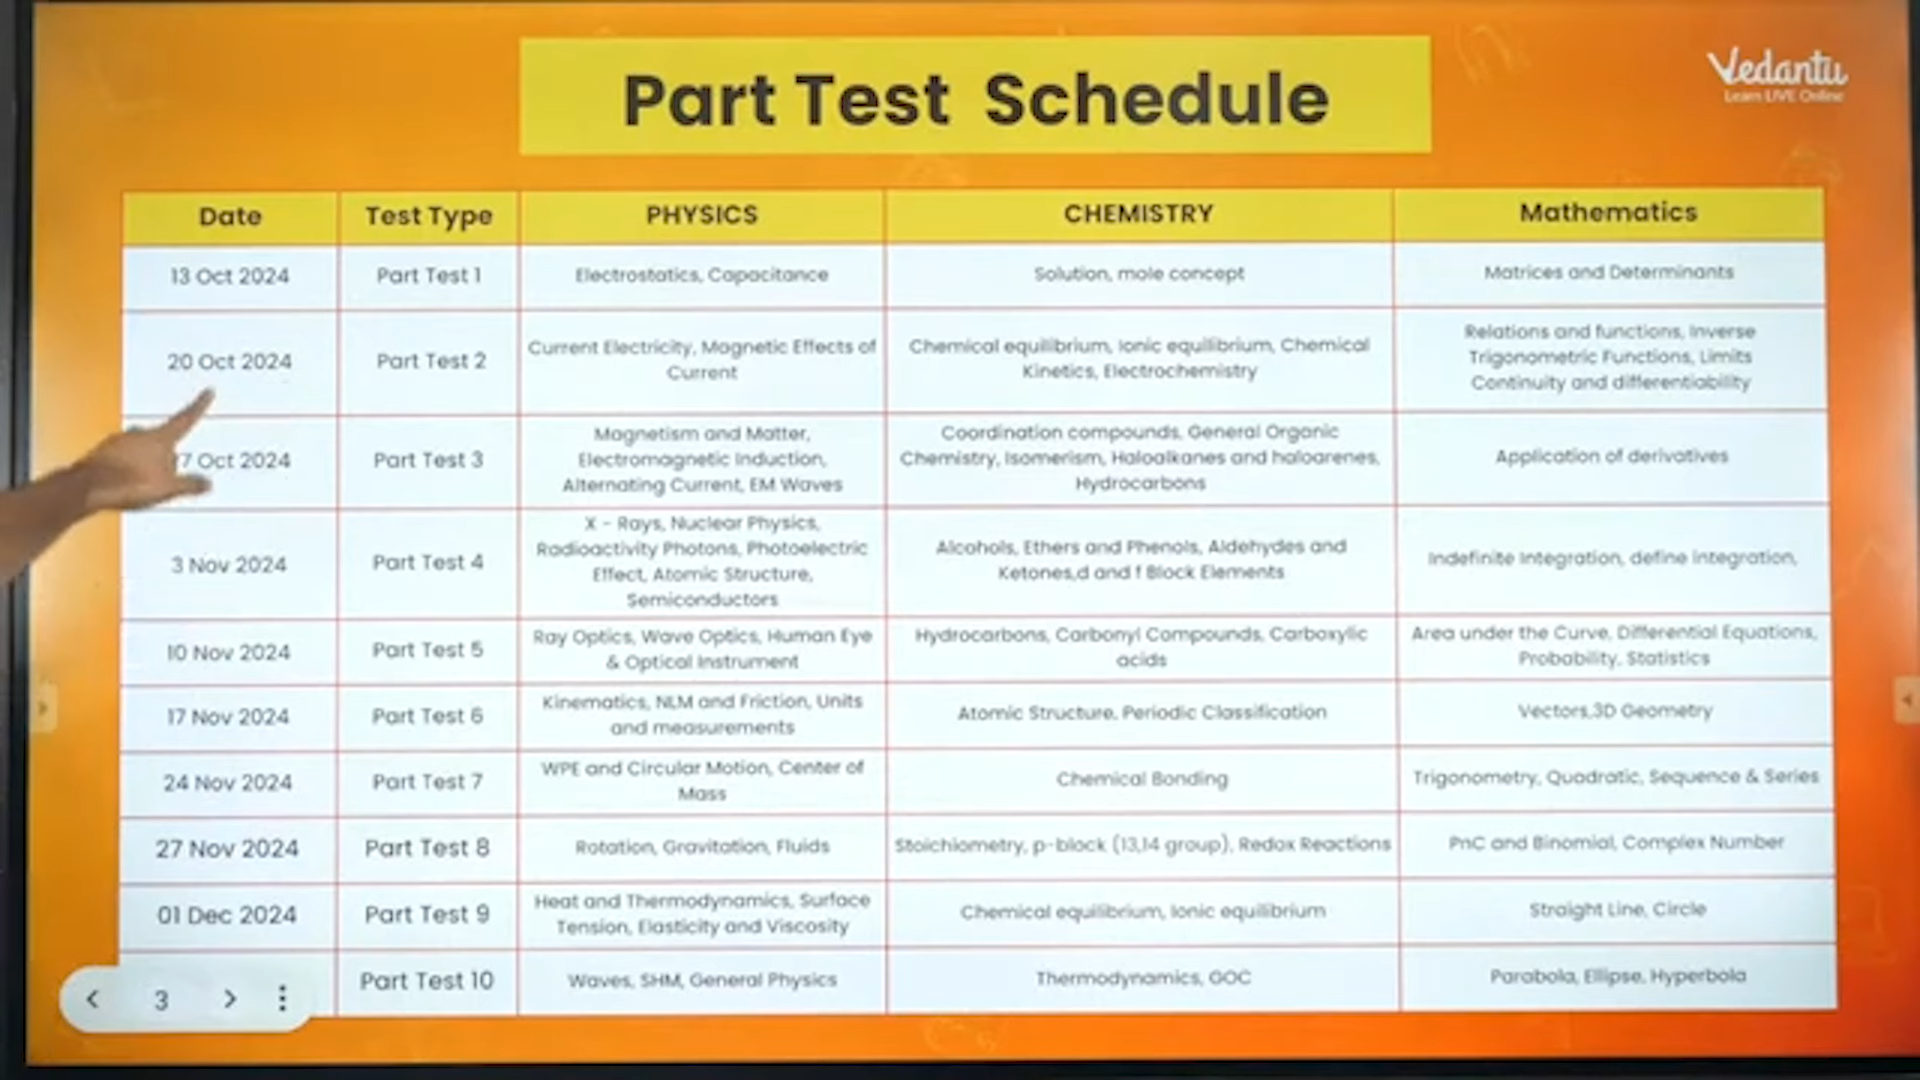 Part Test Schedule
Vedantu
Learn LIVE Online
Date Test Type PHYSICS CHEMISTRY Mathematics
13 Oct 2024 Part Test 1 Electrostatics, Capacitance Solution, mole concept Matrices and Determinants
20 Oct 2024 Part Test 2 Current Electricity, Magnetic Effects of
Current
Chemical equilibrium, Ionic equilibrium, Chemical
Kinetics, Electrochemistry
Relations and functions, Inverse
Trigonometric Functions, Limits
Continuity and differentiability
7 Oct 2024 Part Test 3 Magnetism and Matter,
Electromagnetic Induction,
Alternating Current, EM Waves
Coordination compounds, General Organic
Chemistry, Isomerism, Haloalkanes and haloarenes,
Hydrocarbons
Application of derivatives
3 Nov 2024 Part Test 4 X - Rays, Nuclear Physics,
Radioactivity Photons, Photoelectric
Effect, Atomic Structure,
Semiconductors
Alcohols, Ethers and Phenols, Aldehydes and
Ketones,d and f Block Elements
Indefinite Integration, define integration,
10 Nov 2024 Part Test 5 Ray Optics, Wave Optics, Human Eye
& Optical Instrument
Hydrocarbons, Carbonyl Compounds, Carboxylic
acids
Area under the Curve, Differential Equations,
Probability, Statistics
17 Nov 2024 Part Test 6 Kinematics, NLM and Friction, Units
and measurements
Atomic Structure, Periodic Classification
Vectors,3D Geometry
24 Nov 2024 Part Test 7 WPE and Circular Motion, Center of
Mass
Chemical Bonding
Trigonometry, Quadratic, Sequence & Series
27 Nov 2024 Part Test 8 Rotation, Gravitation, Fluids Stoichiometry, p-block (13,14 group), Redox Reactions PnC and Binomial, Complex Number
01 Dec 2024 Part Test 9 Heat and Thermodynamics, Surface
Tension, Elasticity and Viscosity
Chemical equilibrium, Ionic equilibrium
Straight Line, Circle
Part Test 10 Waves, SHM, General Physics Thermodynamics, GOC Parabola, Ellipse, Hyperbola
3